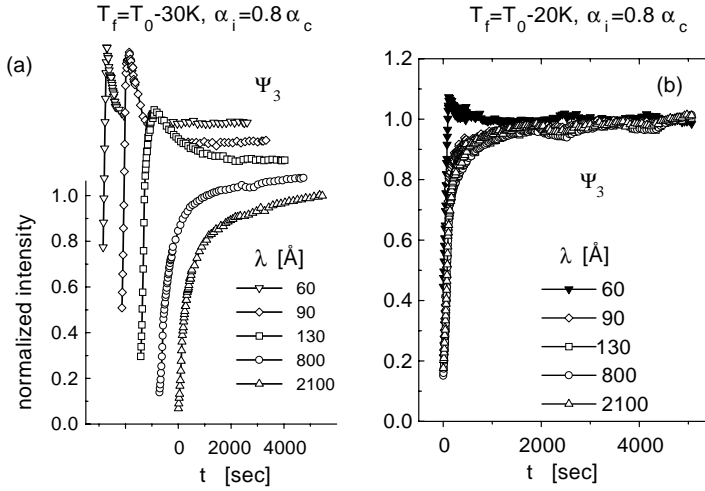 T_f=T_0-30K, α_i=0.8 α_c
(a)
Ψ_3
normalized intensity
1.0
0.8
0.6
0.4
0.2
0.0
λ [Å]
60
90
130
800
2100
0 2000 4000
t [sec]
T_f=T_0-20K, α_i=0.8 α_c
(b)
Ψ_3
1.2
1.0
0.8
0.6
0.4
0.2
0.0
λ [Å]
60
90
130
800
2100
0 2000 4000
t [sec]